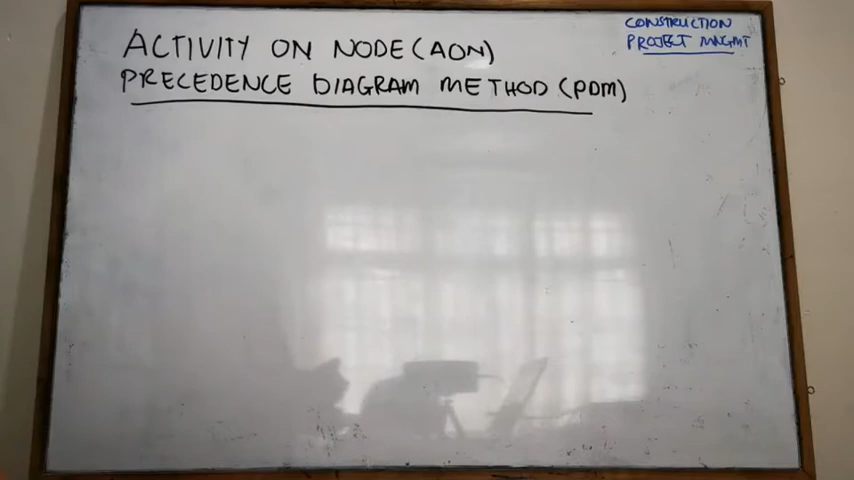 ACTIVITY ON NODE (AON)
PRECEDENCE DIAGRAM METHOD (PDM)
CONSTRUCTION
PROJECT MNGMT